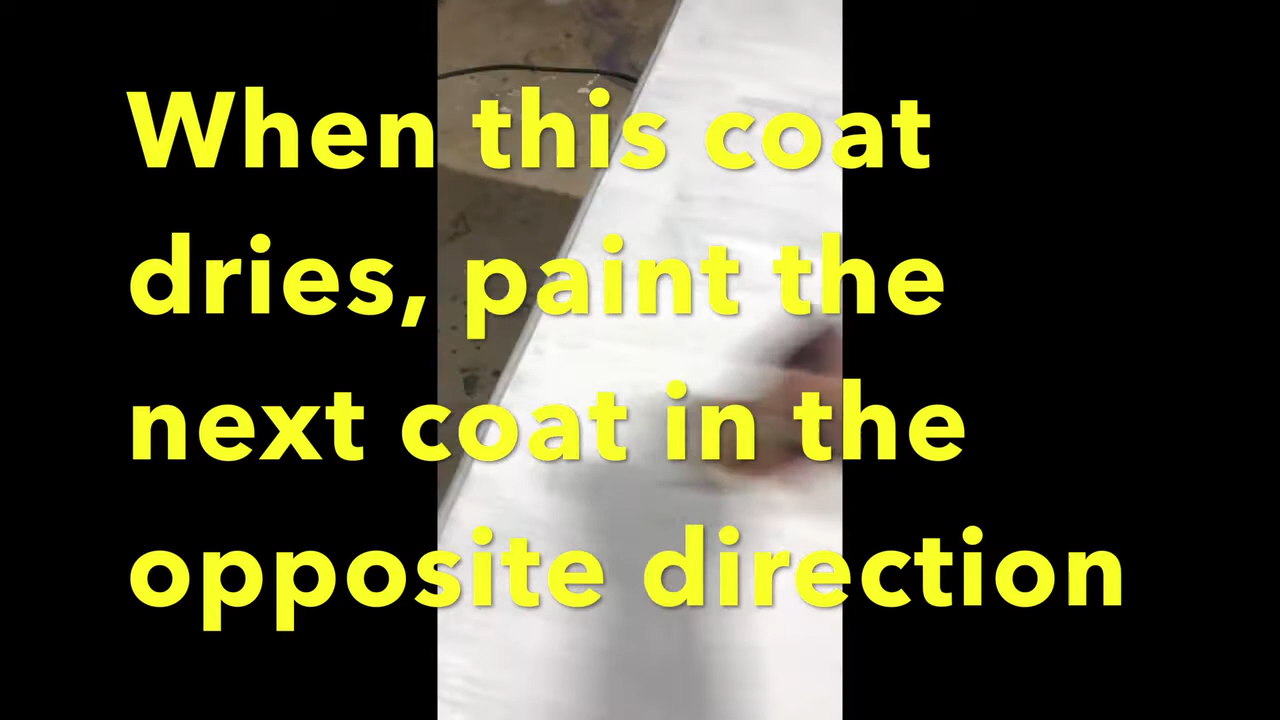 When this coat
dries, paint the
next coat in the
opposite direction